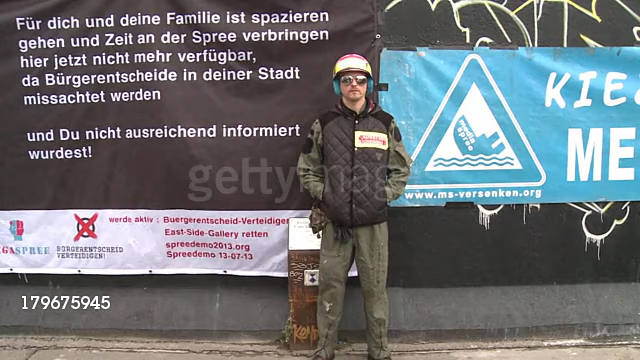 Für dich und deine Familie ist spazieren
gehen und Zeit an der Spree verbringen
hier jetzt nicht mehr verfügbar,
da Bürgerentscheide in deiner Stadt
missachtet werden
und Du nicht ausreichend informiert
wurdest!
werde aktiv : Buergerentscheid-Verteidiger
East-Side-Gallery retten
spreedemo2013.org
Spreedemo 13-07-13
GASPREE
BÜRGERENTSCHEID
VERTEIDIGEN!
KIE
ME
media
spree
www.ms-versenken.org
gettyimages
179675945